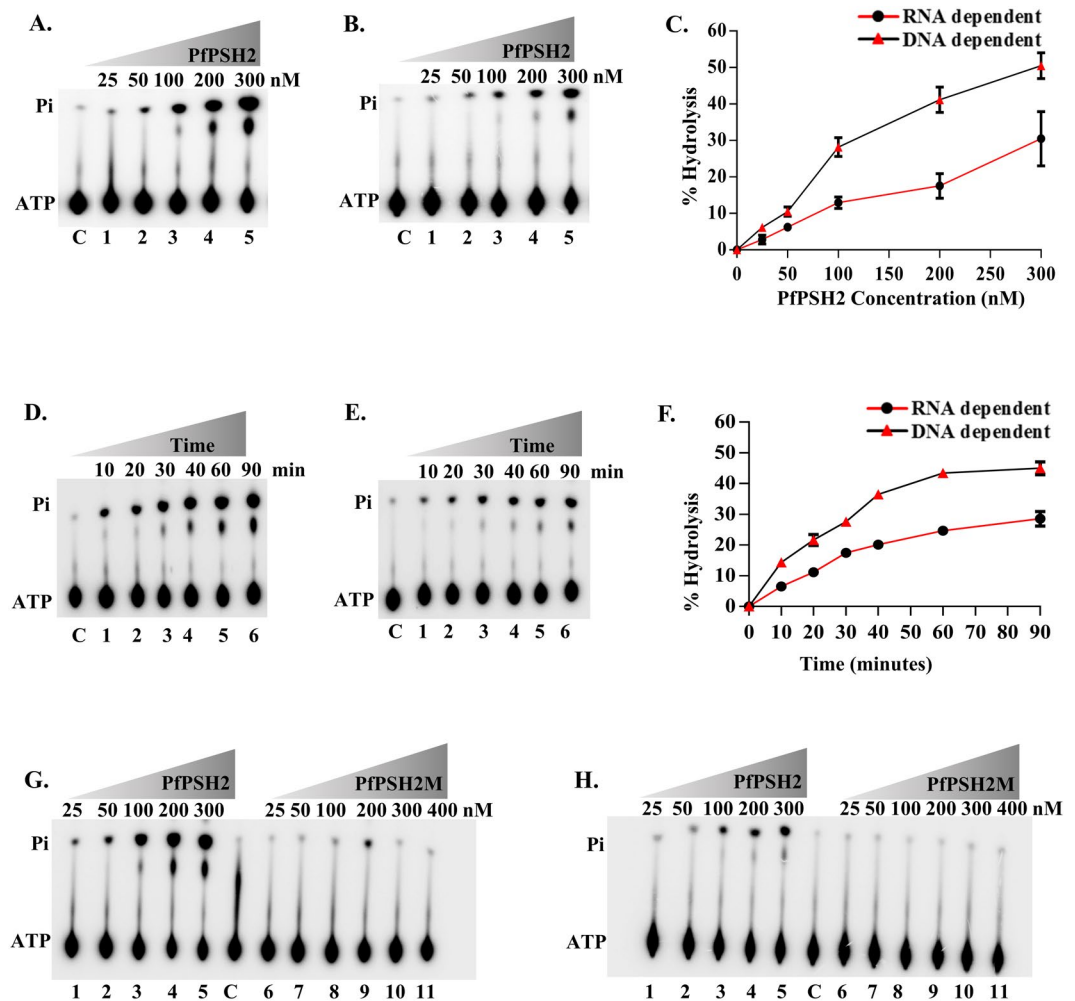 A.
PfPSH2
25 50 100 200 300 nM
Pi
ATP
C 1 2 3 4 5
B.
PfPSH2
25 50 100 200 300 nM
Pi
ATP
C 1 2 3 4 5
C.
RNA dependent
DNA dependent
% Hydrolysis
60
50
40
30
20
10
0
0 50 100 150 200 250 300
PfPSH2 Concentration (nM)
D.
Time
10 20 30 40 60 90 min
Pi
ATP
C 1 2 3 4 5 6
E.
Time
10 20 30 40 60 90 min
Pi
ATP
C 1 2 3 4 5 6
F.
RNA dependent
DNA dependent
% Hydrolysis
60
50
40
30
20
10
0
0 10 20 30 40 50 60 70 80 90
Time (minutes)
G.
PfPSH2 PfPSH2M
25 50 100 200 300 25 50 100 200 300 400 nM
Pi
ATP
1 2 3 4 5 C 6 7 8 9 10 11
H.
PfPSH2 PfPSH2M
25 50 100 200 300 25 50 100 200 300 400 nM
Pi
ATP
1 2 3 4 5 C 6 7 8 9 10 11